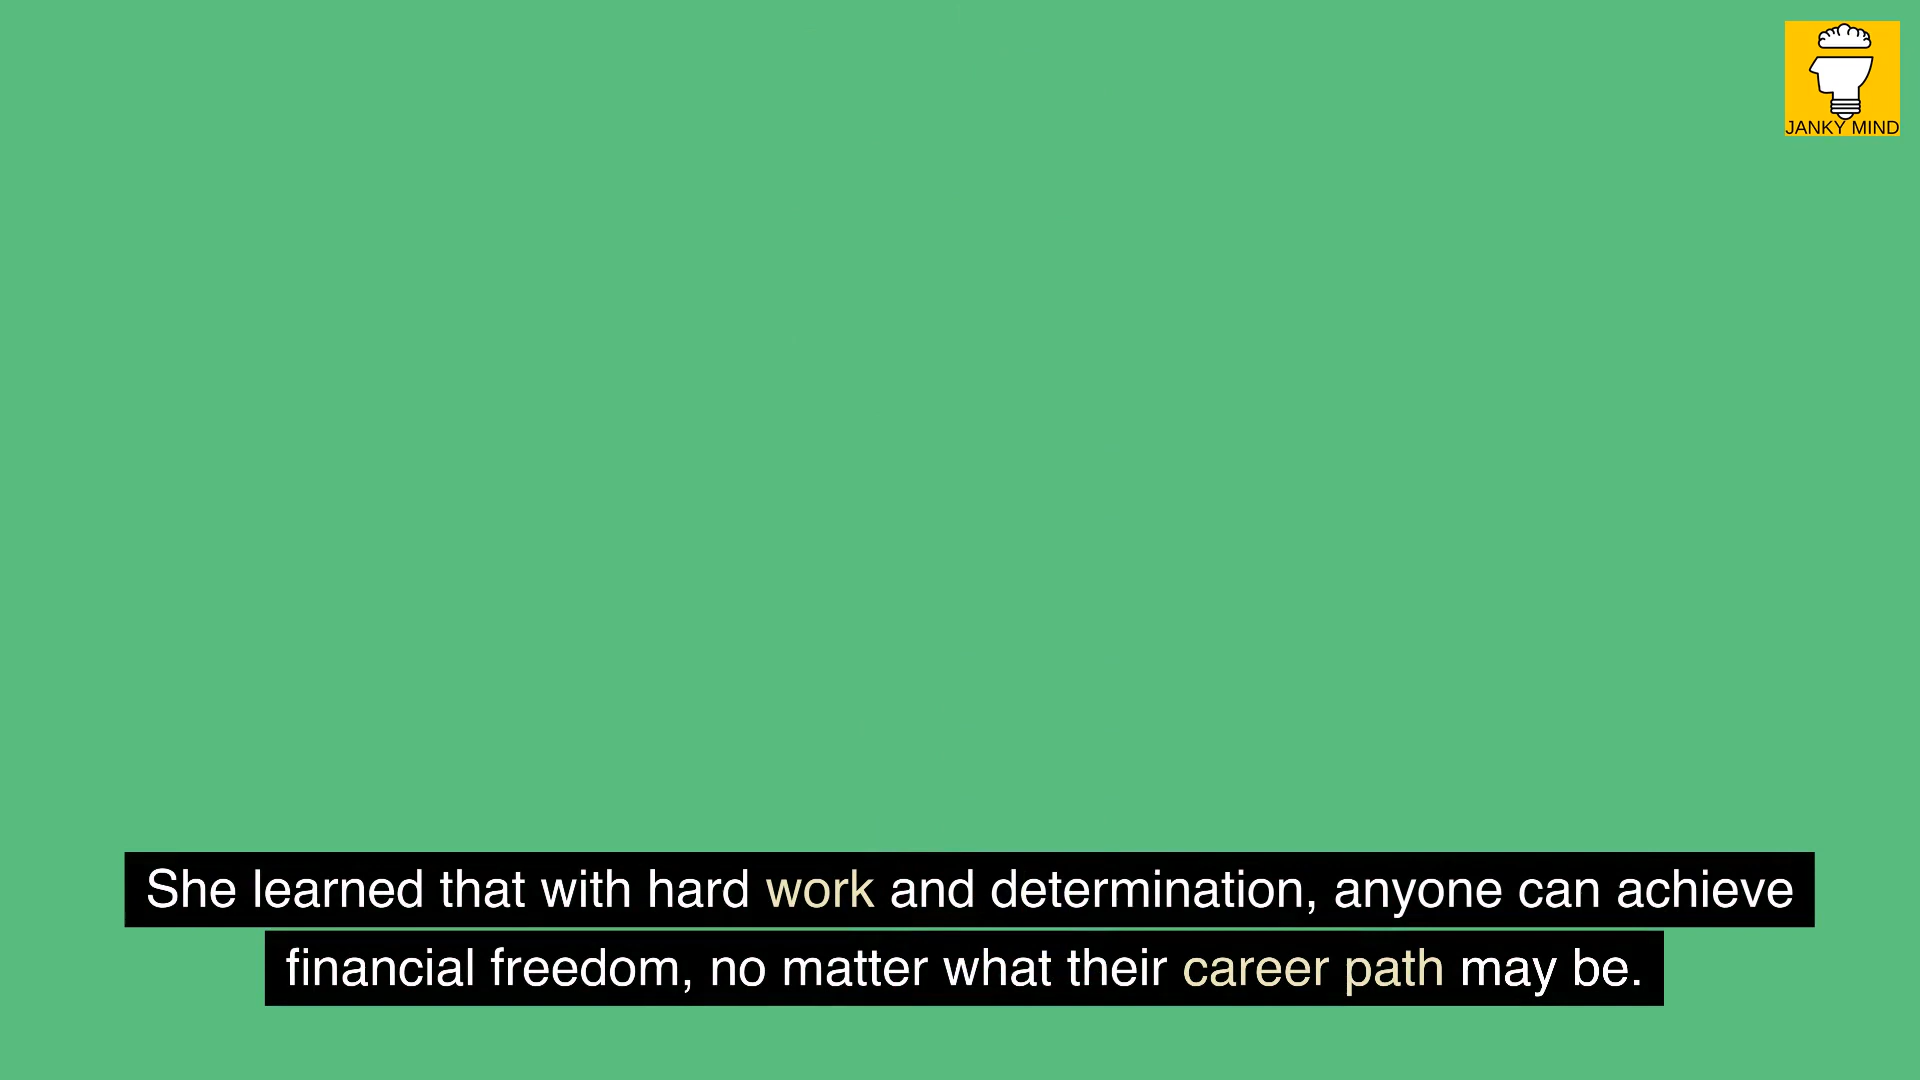 JANKY MIND
She learned that with hard work and determination, anyone can achieve
financial freedom, no matter what their career path may be.